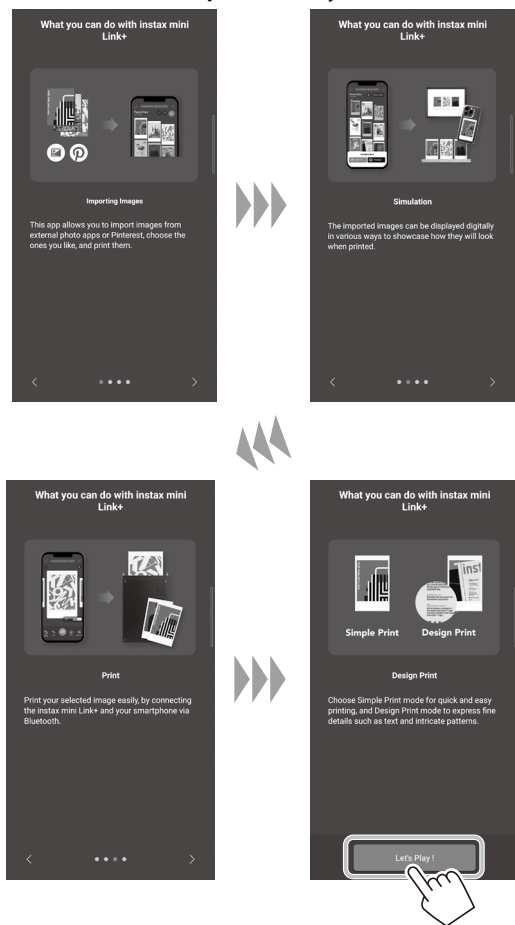 What you can do with instax mini
Link+
Importing Images
This app allows you to import images from
external photo apps or Pinterest, choose the
ones you like, and print them.
What you can do with instax mini
Link+
Simulation
The imported images can be displayed digitally
in various ways to showcase how they will look
when printed.
What you can do with instax mini
Link+
Print
Print your selected image easily, by connecting
the instax mini Link+ and your smartphone via
Bluetooth.
What you can do with instax mini
Link+
inst
Simple Print Design Print
Design Print
Choose Simple Print mode for quick and easy
printing, and Design Print mode to express fine
details such as text and intricate patterns.
Let's Play !